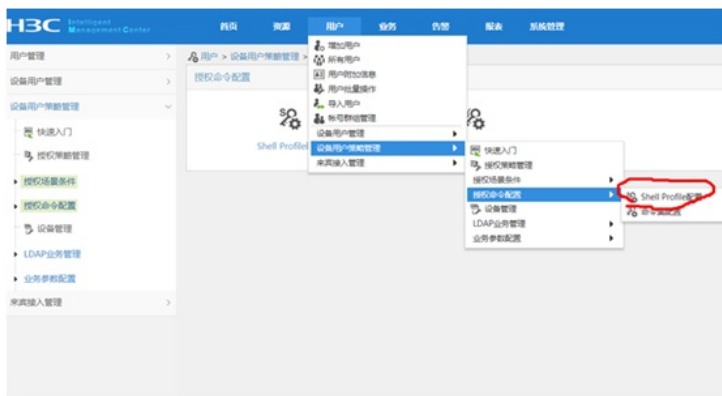 H3C Intelligent
Management Center
首页 资源 用户 业务 告警 报表 系统管理
用户管理
设备用户管理
设备用户策略管理
快速入门
授权策略管理
授权场景条件
授权命令配置
设备管理
LDAP业务管理
业务参数配置
来宾接入管理
用户 > 设备用户策略管理 >
授权命令配置
Shell Profile
增加用户
所有用户
用户附加信息
用户批量操作
导入用户
帐号群组管理
设备用户管理
设备用户策略管理
来宾接入管理
快速入门
授权策略管理
授权场景条件
授权命令配置
设备管理
LDAP业务管理
业务参数配置
Shell Profile配置
命令集配置